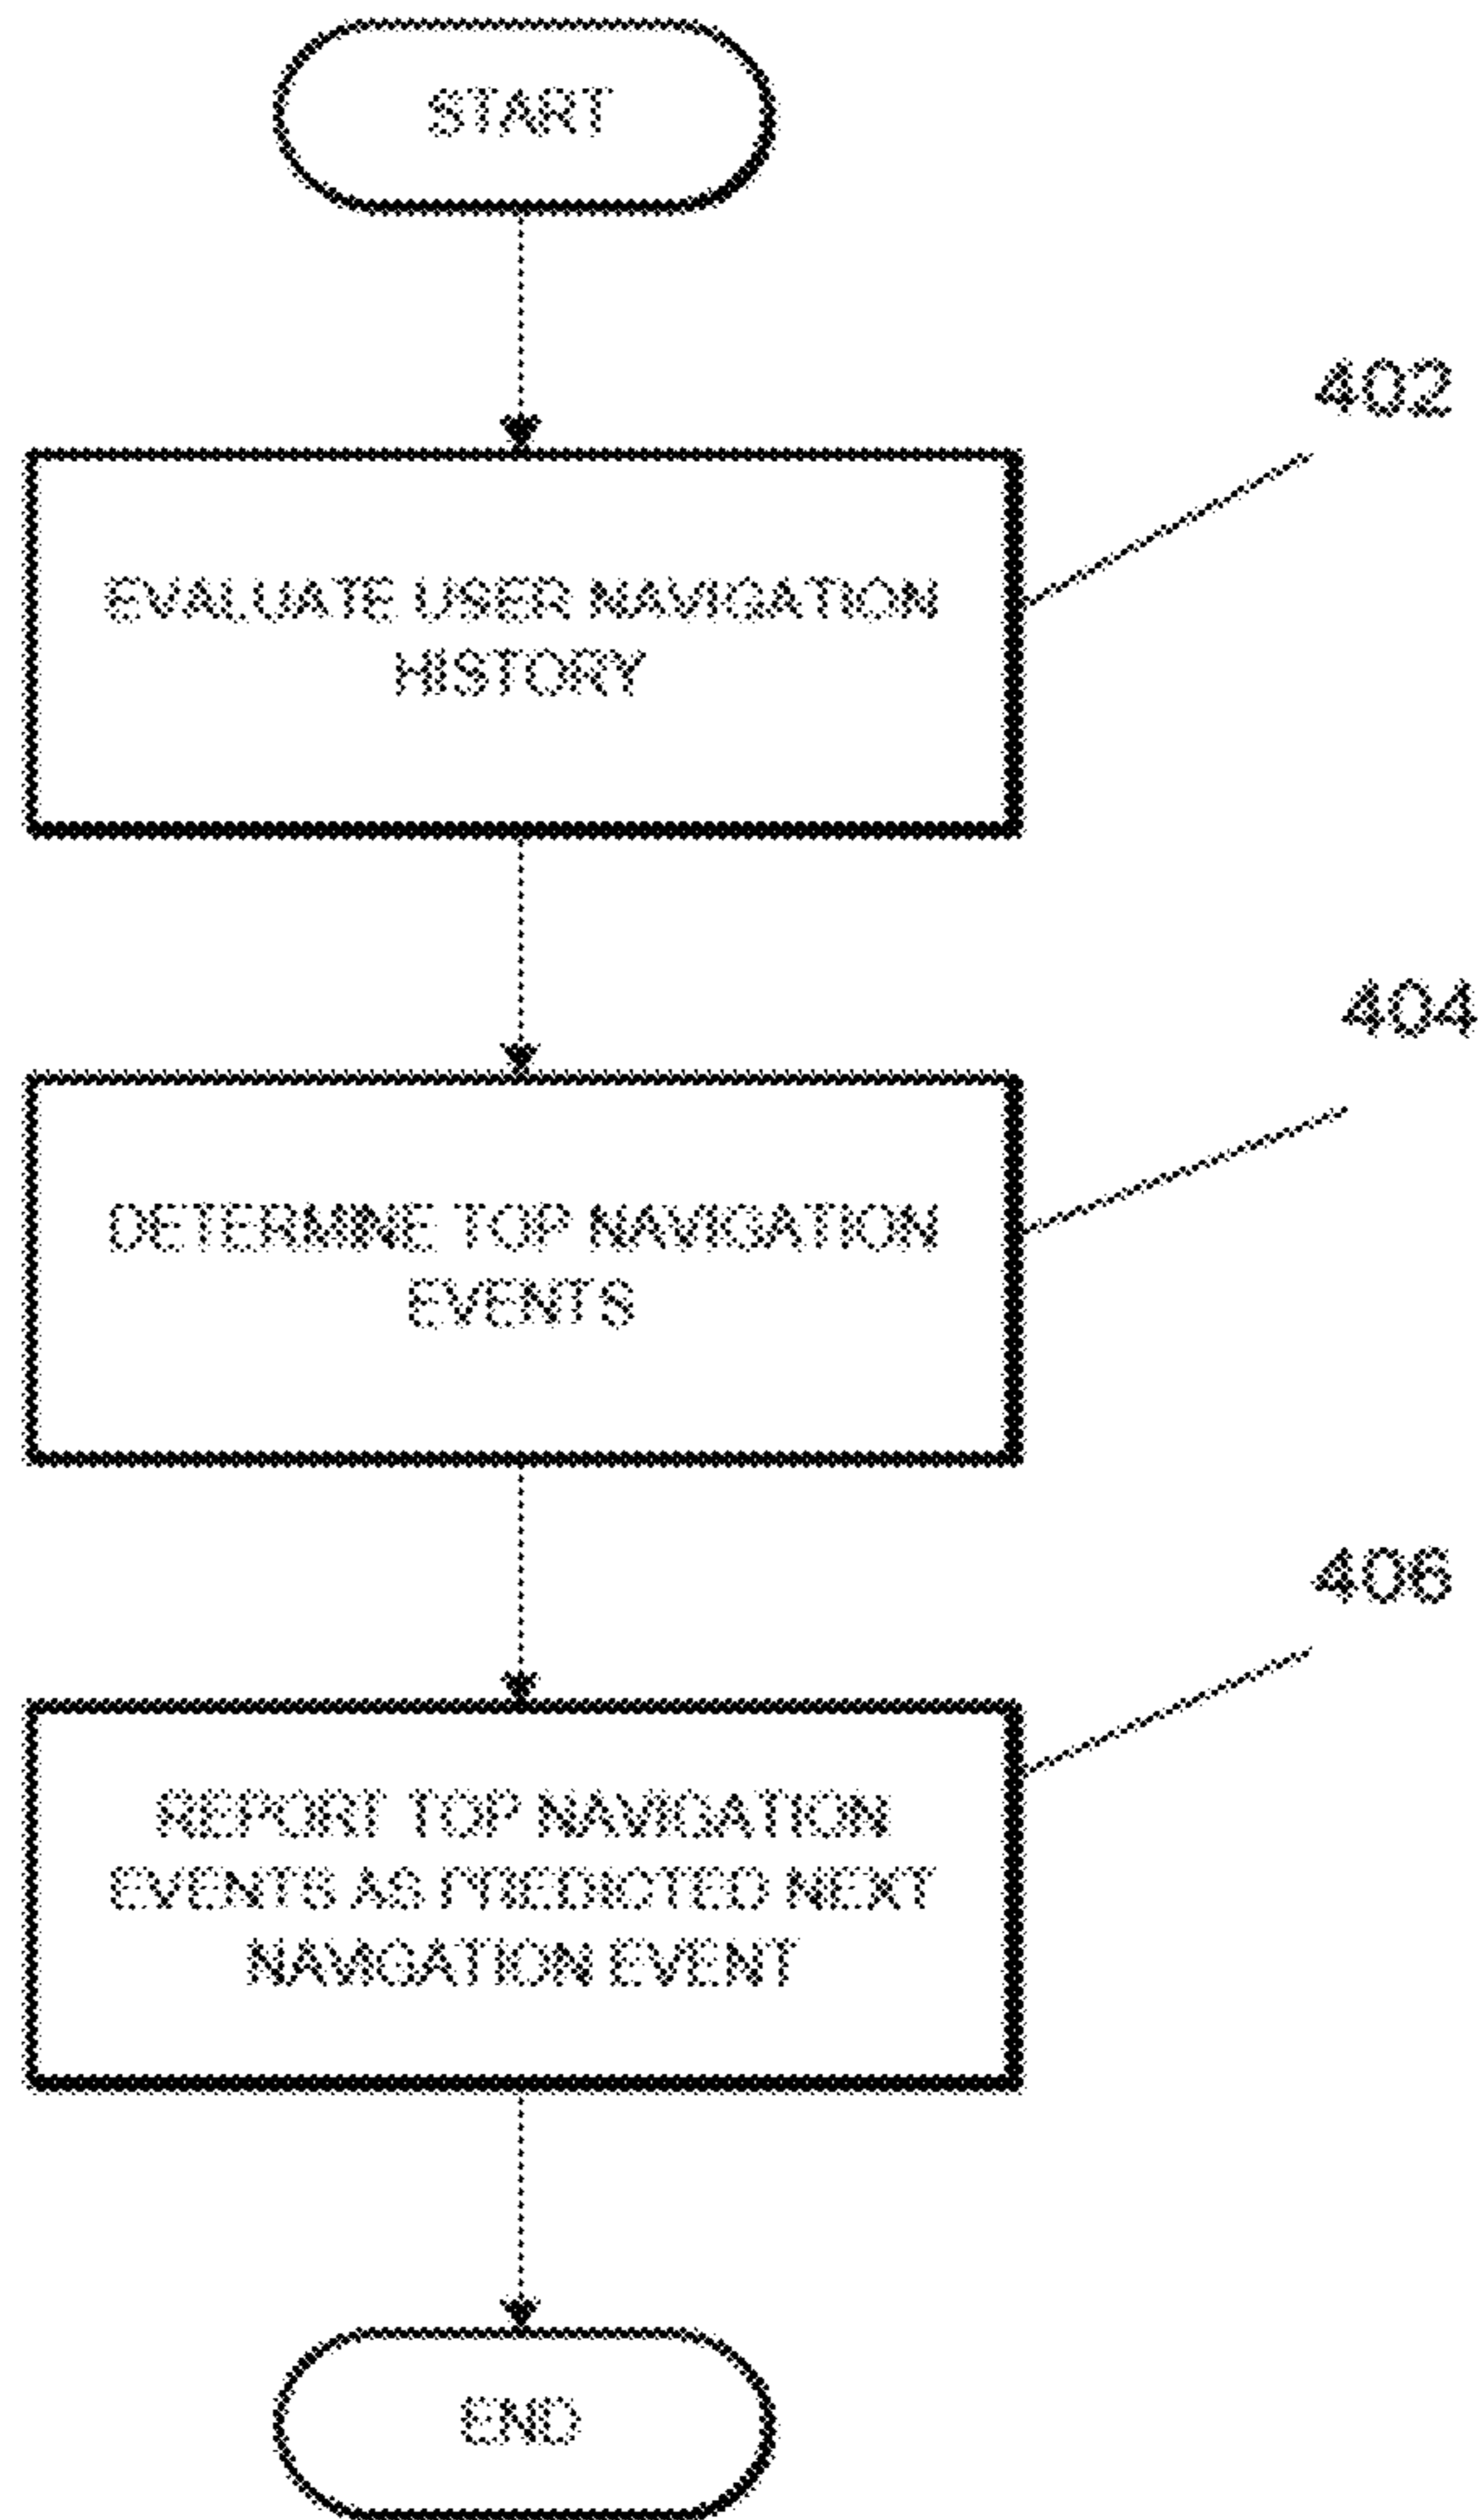 START
402
EVALUATE USER NAVIGATION
HISTORY
404
DETERMINE TOP NAVIGATION
EVENTS
406
REPORT TOP NAVIGATION
EVENTS AS PREDICTED NEXT
NAVIGATION EVENT
END